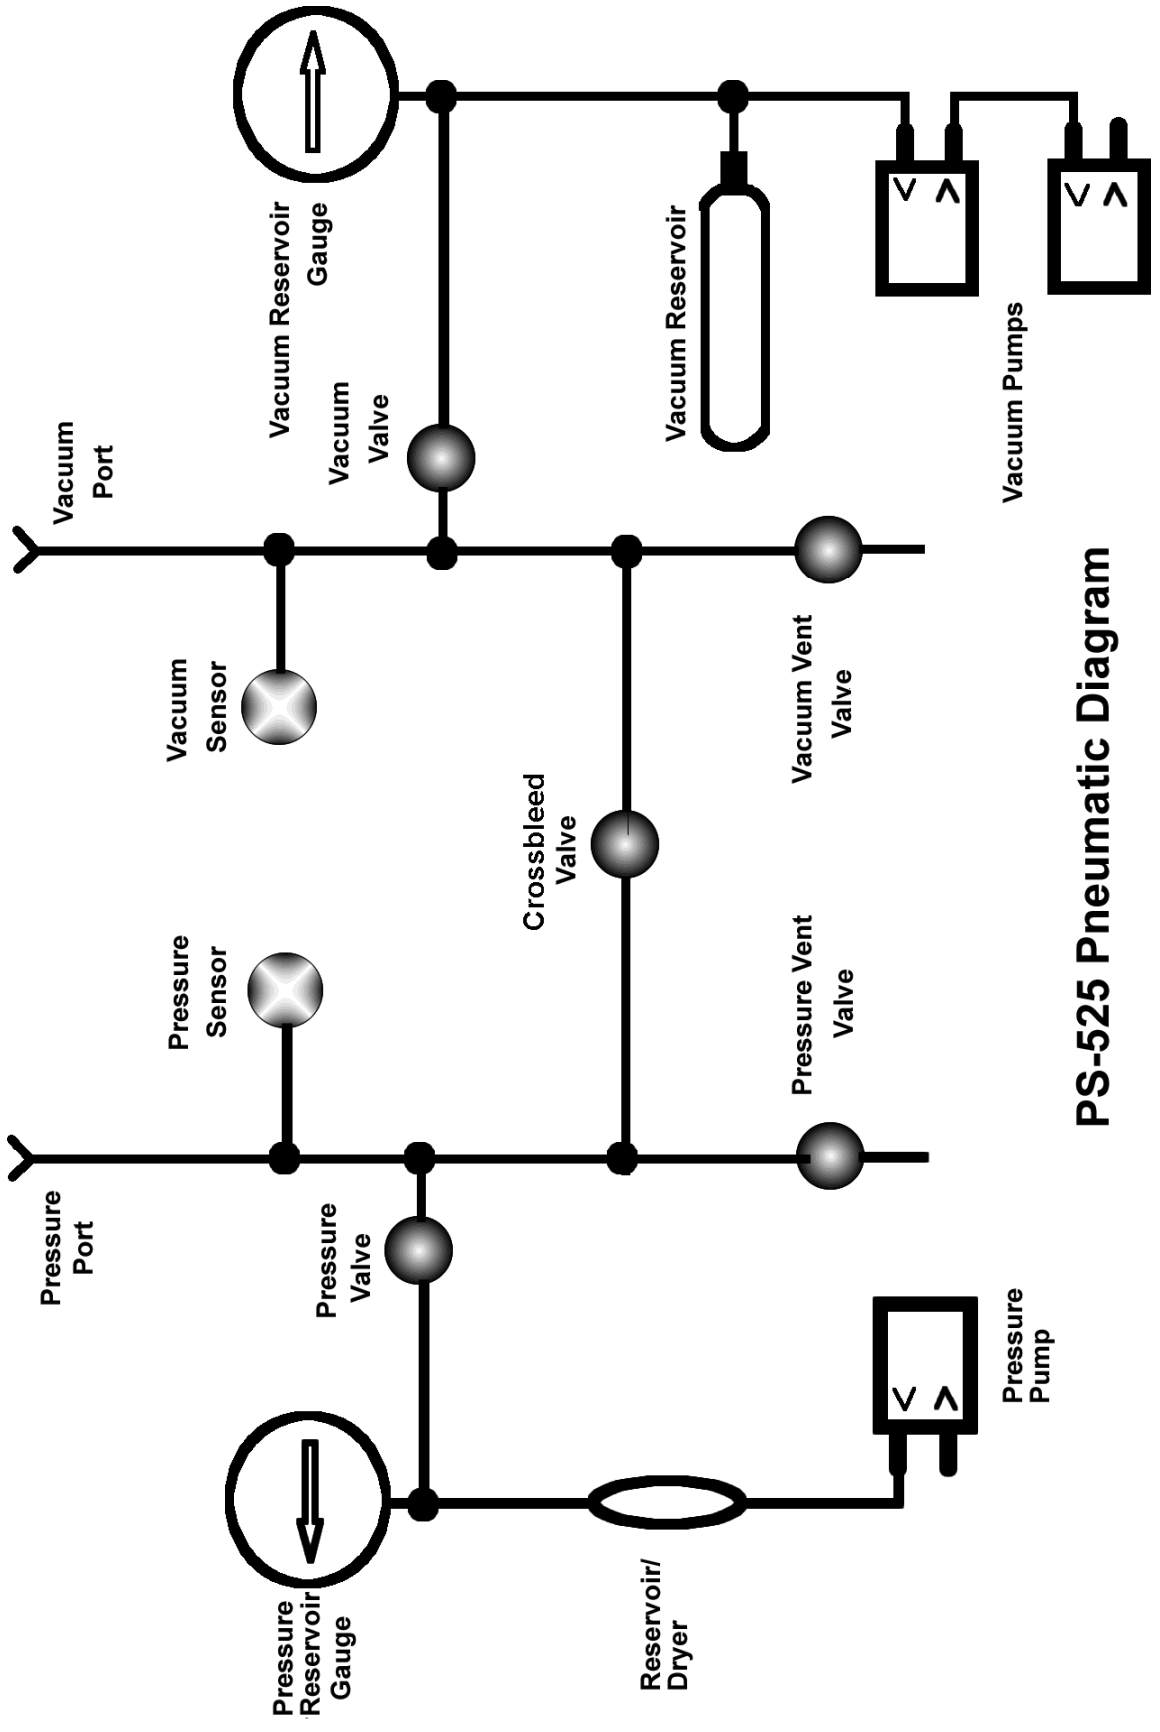 Pressure
Port
Vacuum
Port
Pressure
Sensor
Vacuum
Sensor
Pressure
Reservoir
Gauge
Pressure
Valve
Vacuum
Valve
Vacuum Reservoir
Gauge
Crossbleed
Valve
Reservoir/
Dryer
Vacuum Reservoir
Pressure Vent
Valve
Vacuum Vent
Valve
Pressure
Pump
Vacuum Pumps
PS-525 Pneumatic Diagram